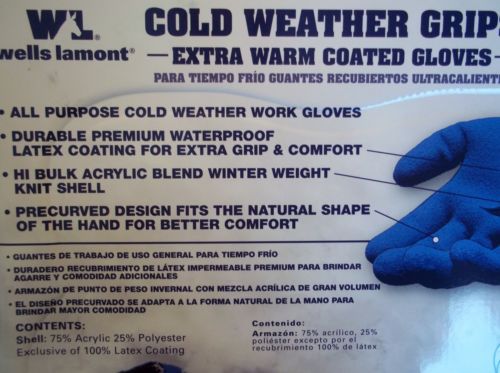 WL
wells lamont®
COLD WEATHER GRIPS
EXTRA WARM COATED GLOVES
PARA TIEMPO FRÍO GUANTES RECUBIERTOS ULTRACALIENT
• ALL PURPOSE COLD WEATHER WORK GLOVES
• DURABLE PREMIUM WATERPROOF
LATEX COATING FOR EXTRA GRIP & COMFORT
• HI BULK ACRYLIC BLEND WINTER WEIGHT
KNIT SHELL
• PRECURVED DESIGN FITS THE NATURAL SHAPE
OF THE HAND FOR BETTER COMFORT
• GUANTES DE TRABAJO DE USO GENERAL PARA TIEMPO FRÍO
• DURADERO RECUBRIMIENTO DE LÁTEX IMPERMEABLE PREMIUM PARA BRINDAR
AGARRE Y COMODIDAD ADICIONALES
• ARMAZÓN DE PUNTO DE PESO INVERNAL CON MEZCLA ACRÍLICA DE GRAN VOLUMEN
• EL DISEÑO PRECURVADO SE ADAPTA A LA FORMA NATURAL DE LA MANO PARA
BRINDAR MAYOR COMODIDAD
CONTENTS:
Shell: 75% Acrylic 25% Polyester
Exclusive of 100% Latex Coating
Contenido:
Armazón: 75% acrílico, 25%
poliéster excepto por el
recubrimiento 100% de látex